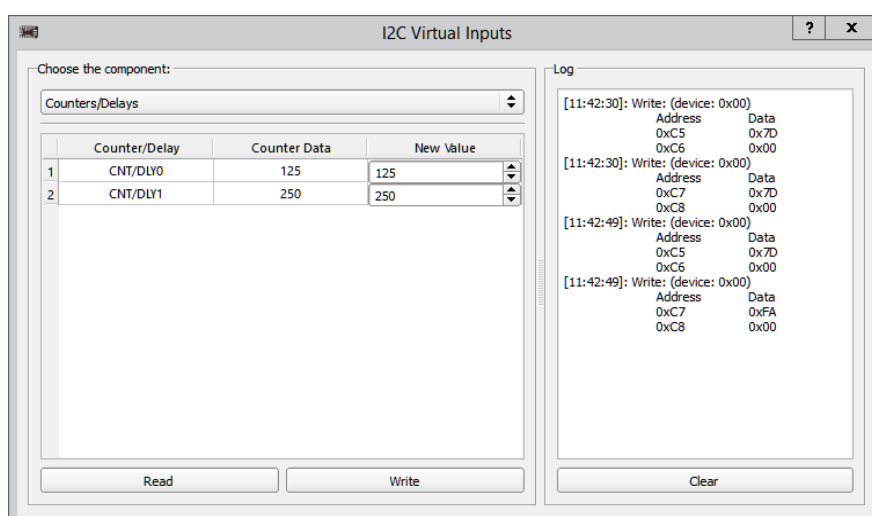 I2C Virtual Inputs
? x
Choose the component:
Counters/Delays
Counter/Delay Counter Data New Value
1 CNT/DLY0 125 125
2 CNT/DLY1 250 250
Read Write
Log
[11:42:30]: Write: (device: 0x00)
Address Data
0xC5 0x7D
0xC6 0x00
[11:42:30]: Write: (device: 0x00)
Address Data
0xC7 0x7D
0xC8 0x00
[11:42:49]: Write: (device: 0x00)
Address Data
0xC5 0x7D
0xC6 0x00
[11:42:49]: Write: (device: 0x00)
Address Data
0xC7 0xFA
0xC8 0x00
Clear